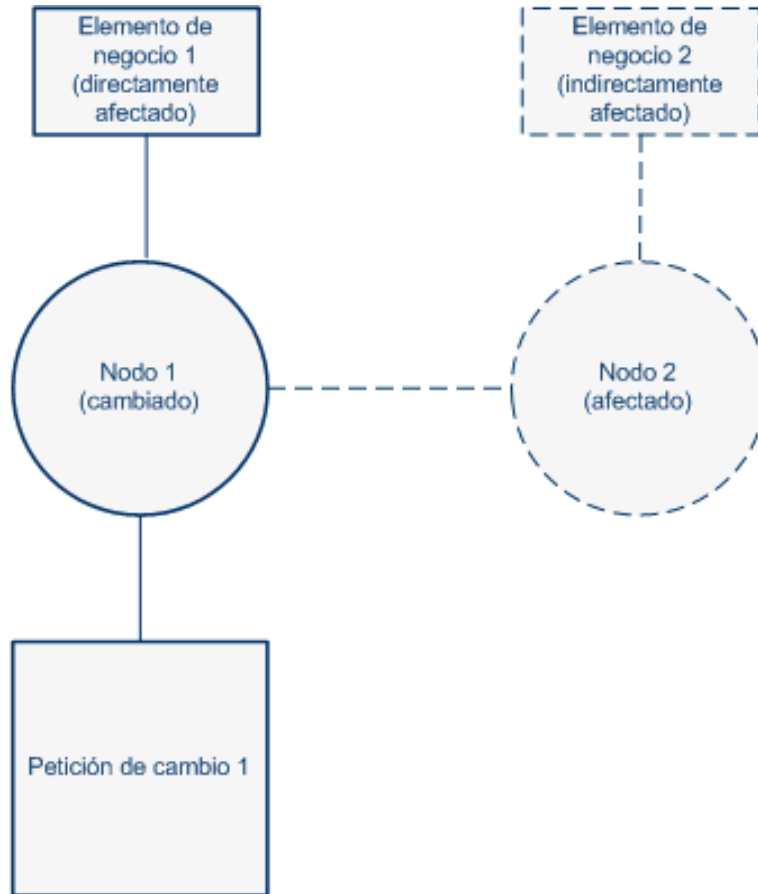 Elemento de
negocio 1
(directamente
afectado)
Elemento de
negocio 2
(indirectamente
afectado)
Nodo 1
(cambiado)
Nodo 2
(afectado)
Petición de cambio 1